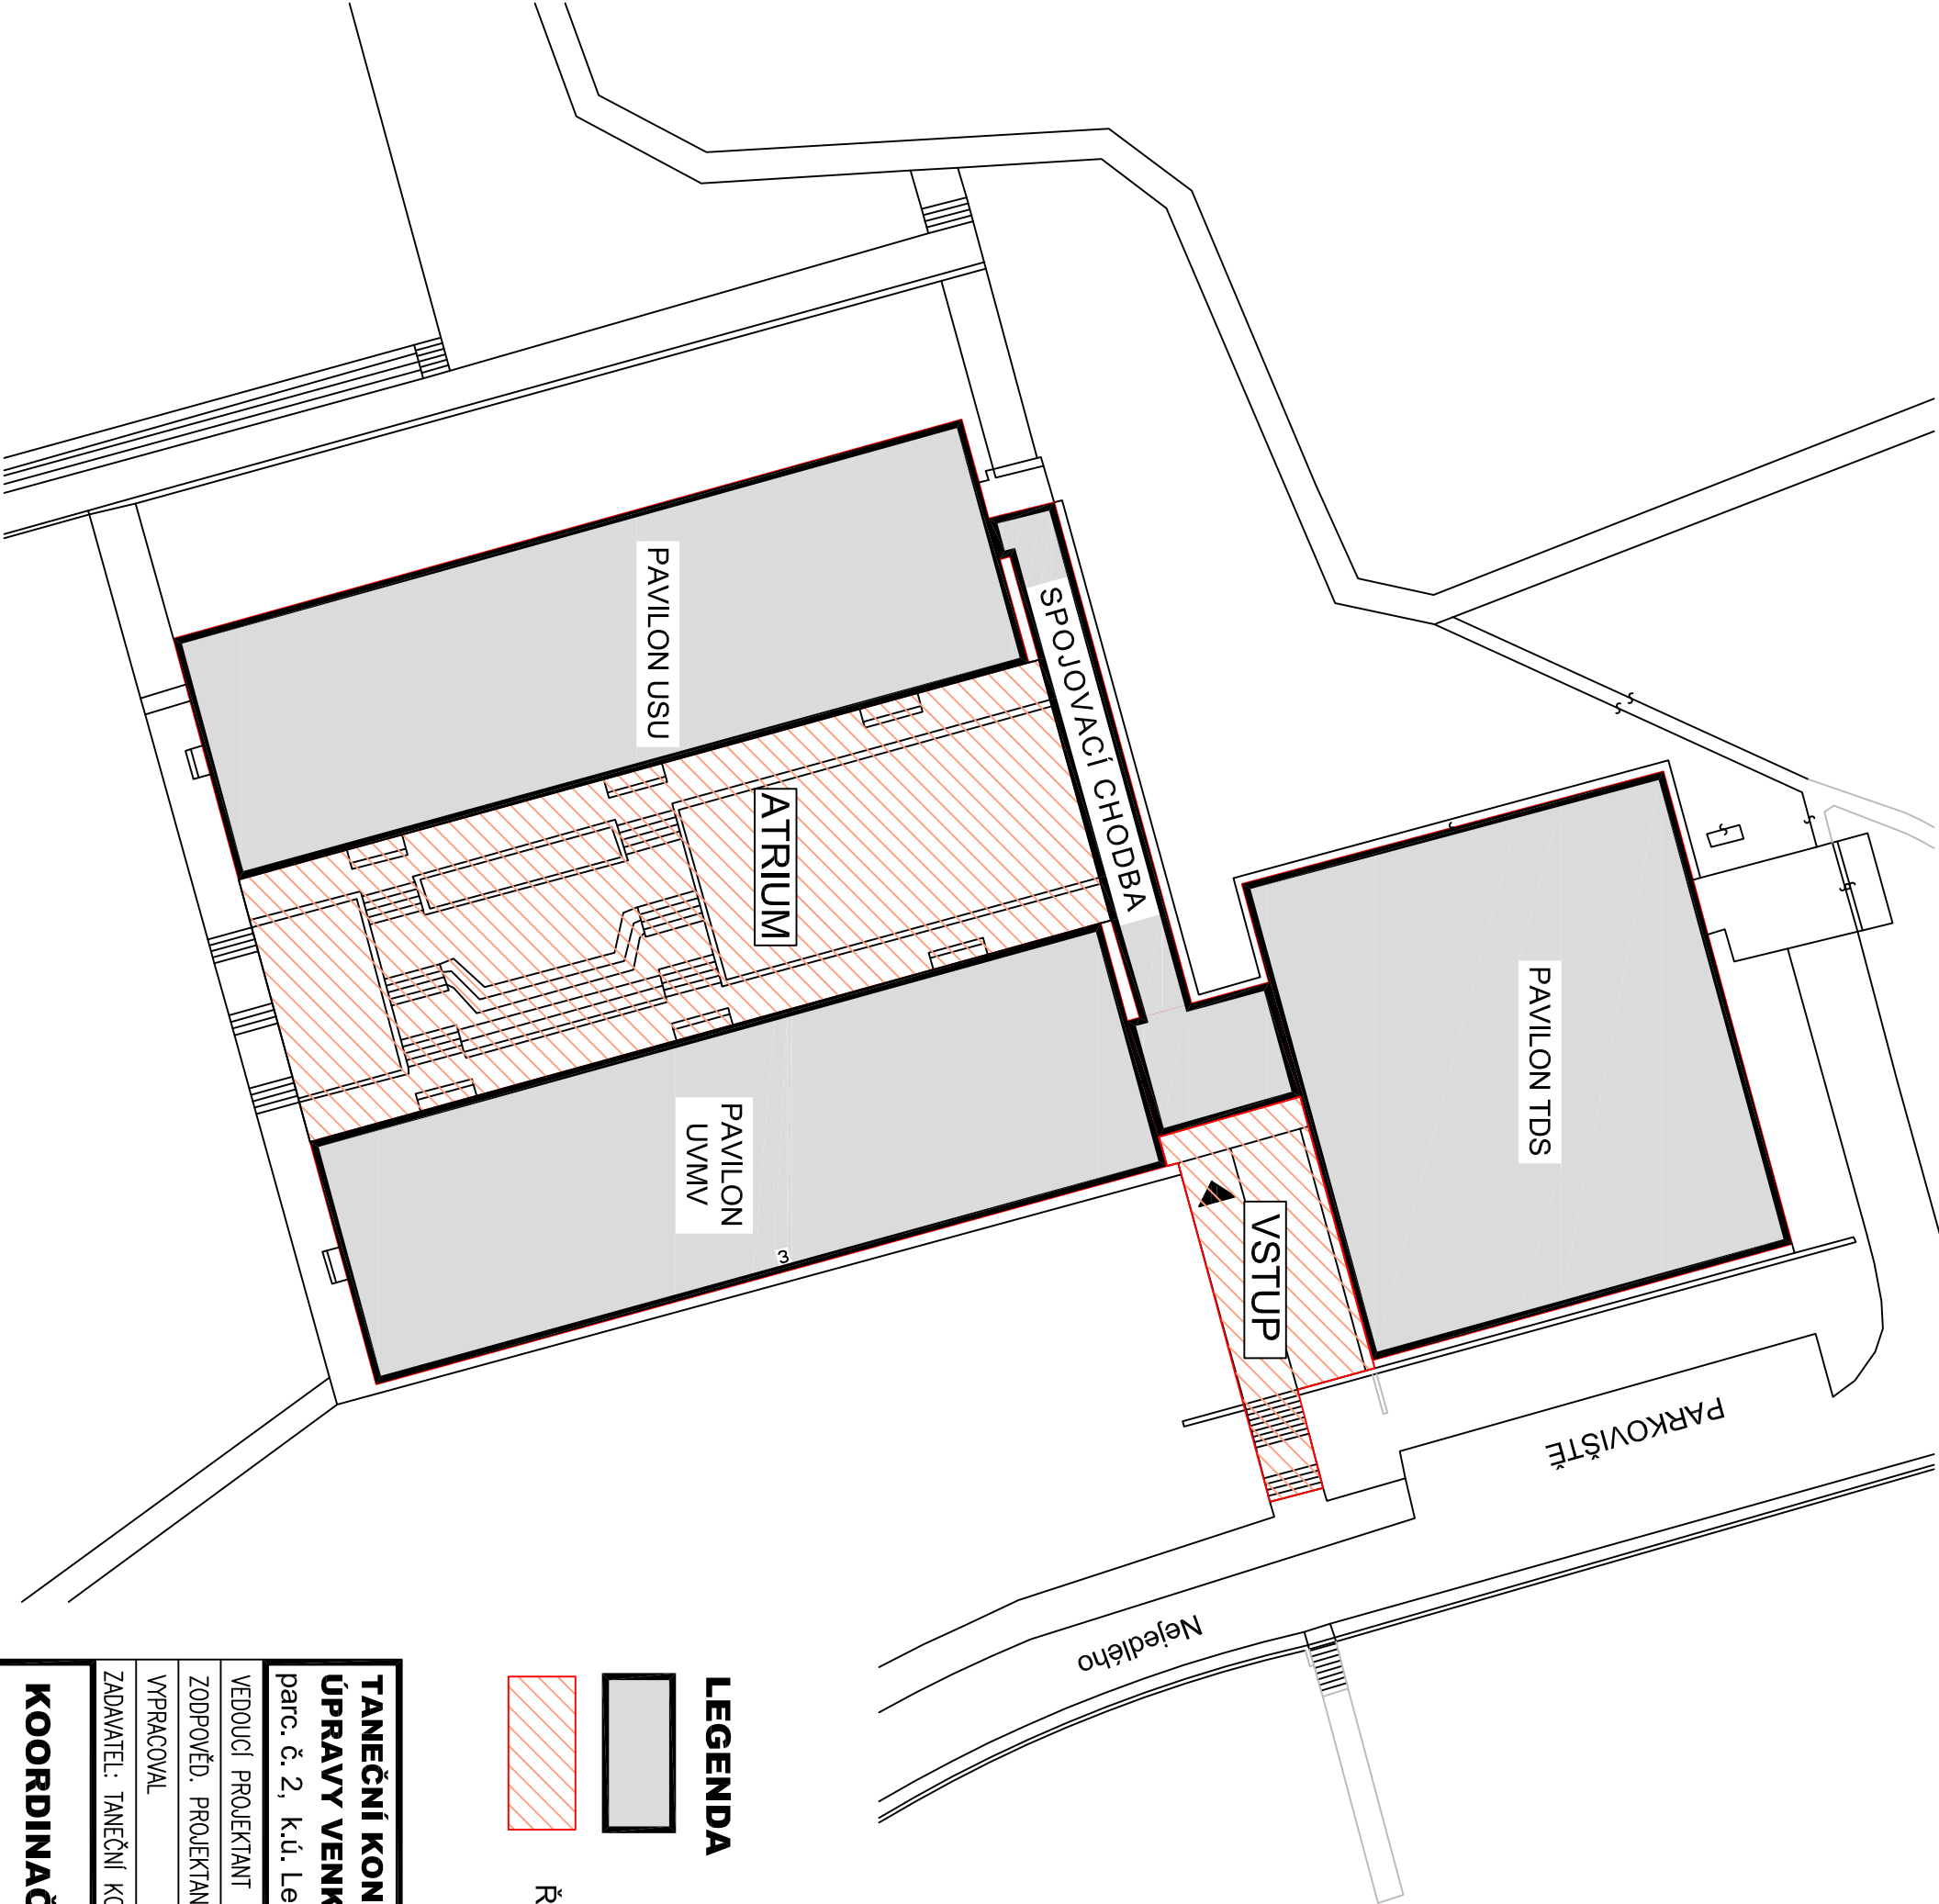 PAVILON USU
SPOJOVACÍ CHODBA
ATRIUM
PAVILON TDS
PAVILON
UVMV
3
VSTUP
PARKOVIŠTĚ
Nejedlého
LEGENDA
Ř
TANEČNÍ KON
ÚPRAVY VENK
parc. č. 2, k.ú. Le
VEDOUCÍ PROJEKTANT
ZODPOVĚD. PROJEKTAN
VYPRACOVAL
ZADAVATEL: TANEČNÍ KO
KOORDINAČ